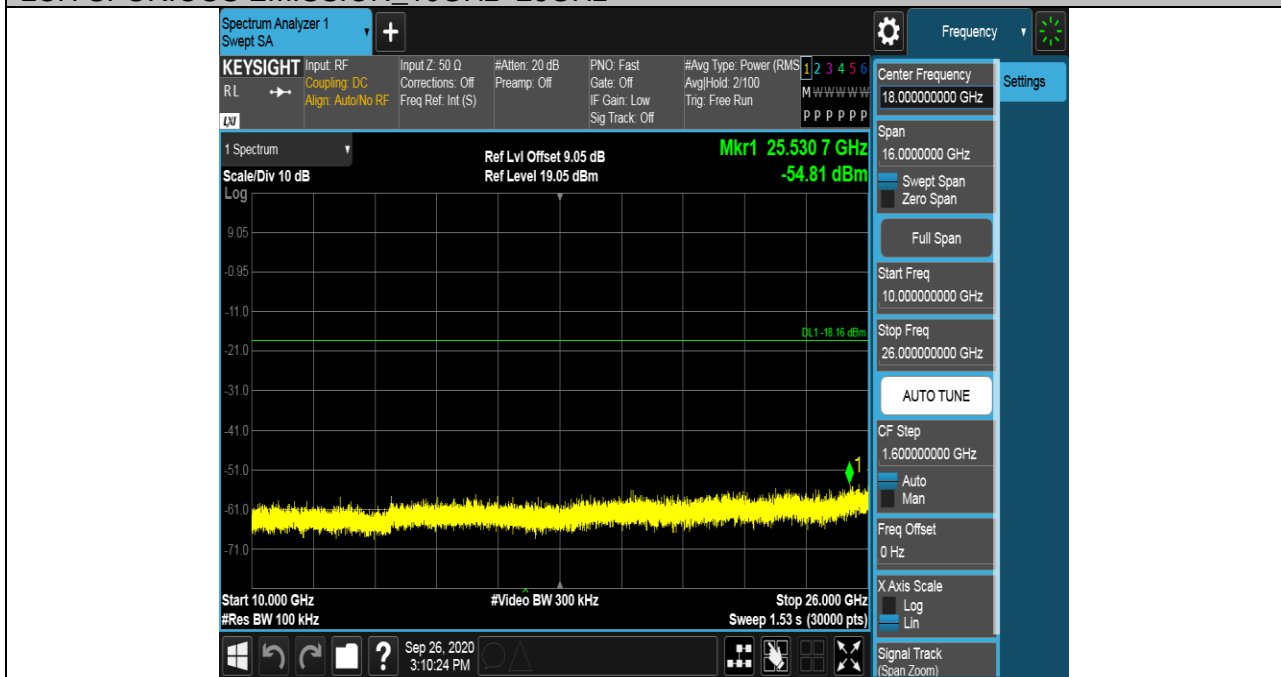 Spectrum Analyzer 1
Swept SA
+
Frequency
KEYSIGHT
RL
LXI
Input: RF
Coupling: DC
Align: Auto/No RF
Input Z: 50 Ω
Corrections: Off
Freq Ref: Int (S)
#Atten: 20 dB
Preamp: Off
PNO: Fast
Gate: Off
IF Gain: Low
Sig Track: Off
#Avg Type: Power (RMS
Avg|Hold: 2/100
Trig: Free Run
1 2 3 4 5 6
M W W W W W
P P P P P P
1 Spectrum
Scale/Div 10 dB
Log
Ref Lvl Offset 9.05 dB
Ref Level 19.05 dBm
Mkr1 25.530 7 GHz
-54.81 dBm
9.05
-0.95
-11.0
DL1 -18.16 dBm
-21.0
-31.0
-41.0
-51.0
1
-61.0
-71.0
Start 10.000 GHz
#Res BW 100 kHz
#Video BW 300 kHz
Stop 26.000 GHz
Sweep 1.53 s (30000 pts)
Center Frequency
18.000000000 GHz
Settings
Span
16.0000000 GHz
Swept Span
Zero Span
Full Span
Start Freq
10.000000000 GHz
Stop Freq
26.000000000 GHz
AUTO TUNE
CF Step
1.600000000 GHz
Auto
Man
Freq Offset
0 Hz
X Axis Scale
Log
Lin
Signal Track
(Span Zoom)
?
Sep 26, 2020
3:10:24 PM